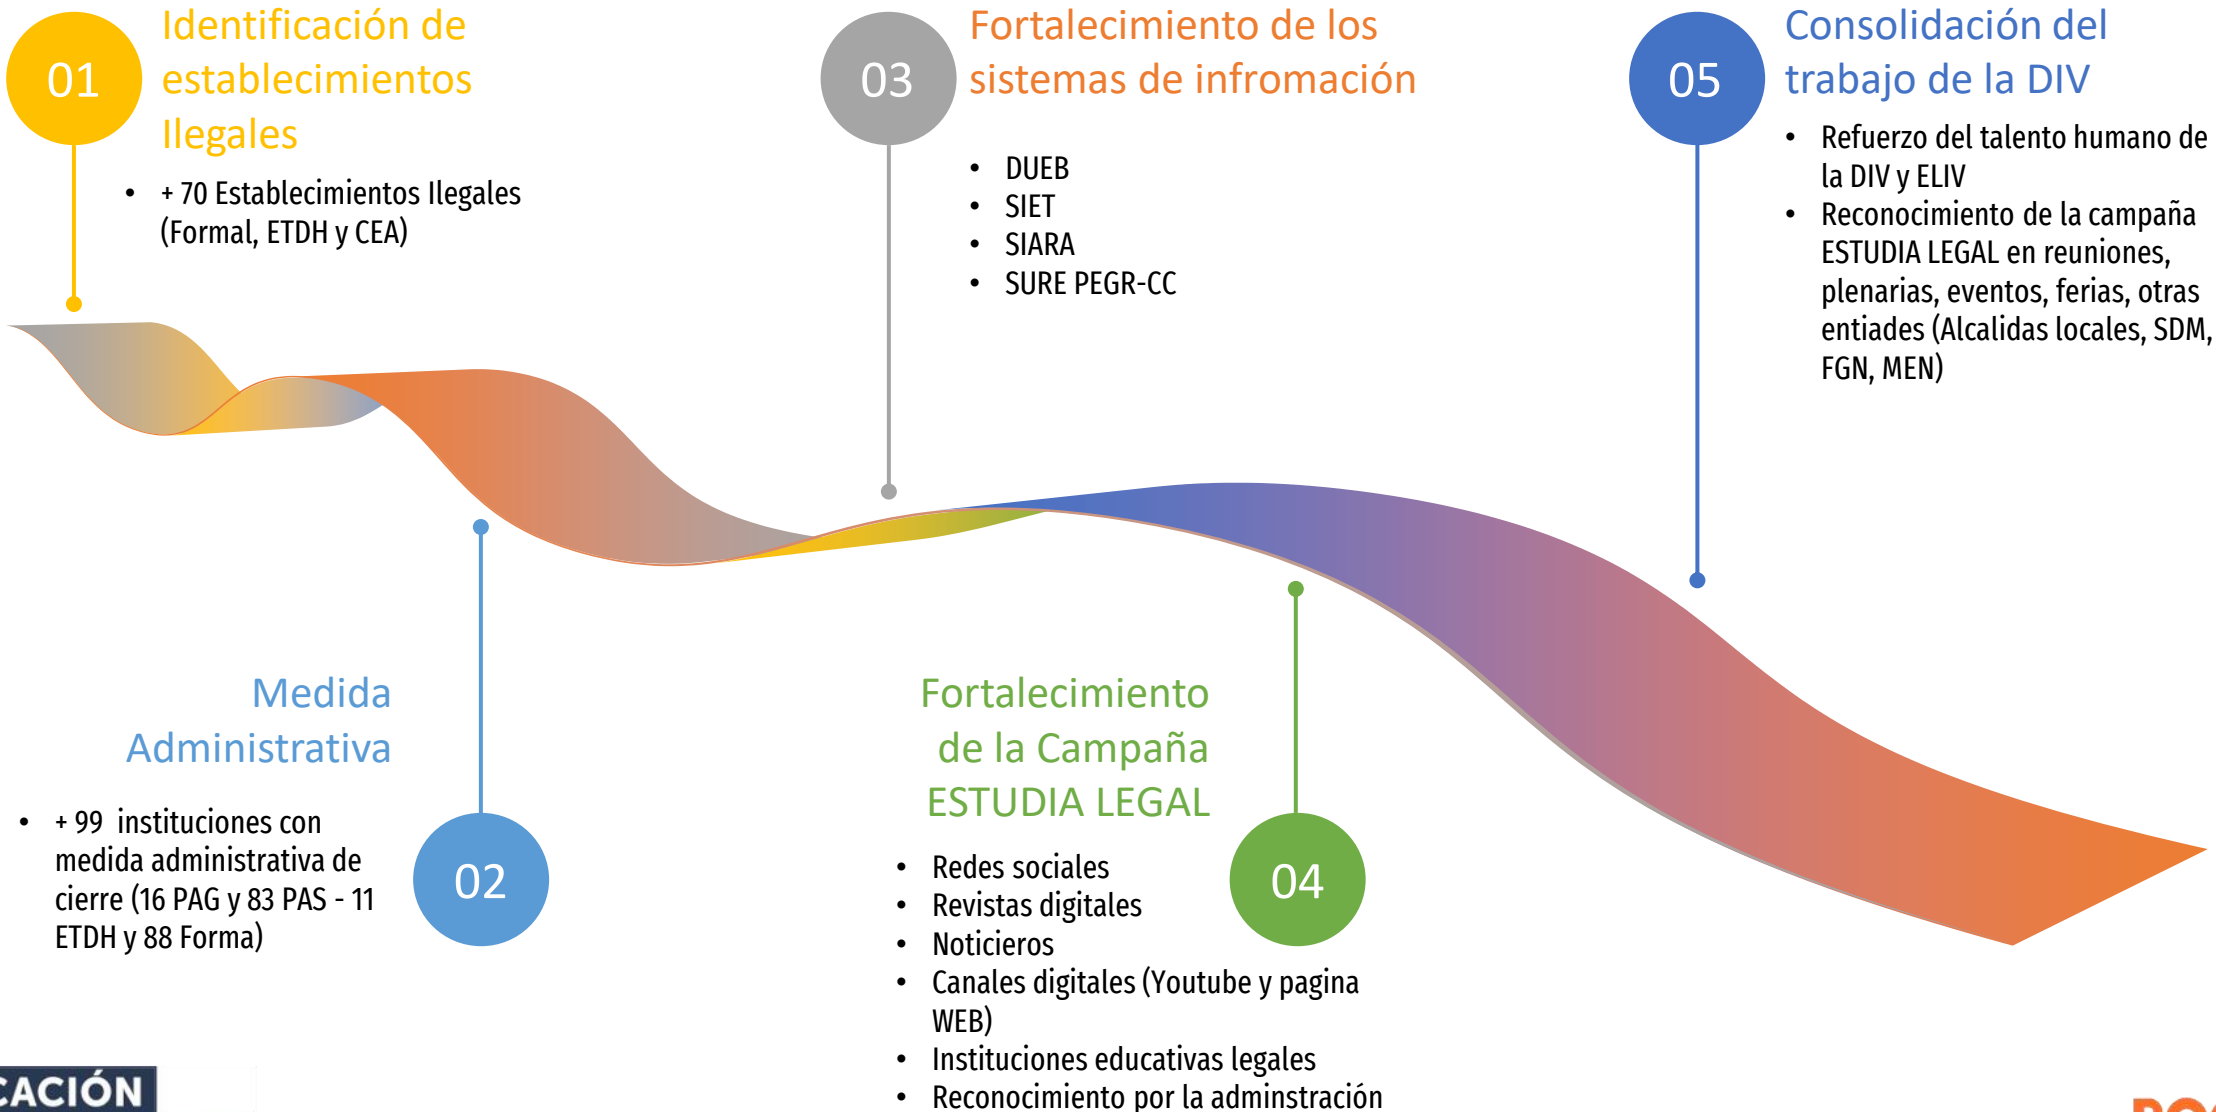 01
Identificación de
establecimientos
Ilegales
• + 70 Establecimientos Ilegales
(Formal, ETDH y CEA)
03
Fortalecimiento de los
sistemas de infromación
• DUEB
• SIET
• SIARA
• SURE PEGR-CC
05
Consolidación del
trabajo de la DIV
• Refuerzo del talento humano de
la DIV y ELIV
• Reconocimiento de la campaña
ESTUDIA LEGAL en reuniones,
plenarias, eventos, ferias, otras
entiades (Alcalidas locales, SDM,
FGN, MEN)
Medida
Administrativa
• + 99 instituciones con
medida administrativa de
cierre (16 PAG y 83 PAS - 11
ETDH y 88 Forma)
02
Fortalecimiento
de la Campaña
ESTUDIA LEGAL
• Redes sociales
• Revistas digitales
• Noticieros
• Canales digitales (Youtube y pagina
WEB)
• Instituciones educativas legales
• Reconocimiento por la adminstración
04
CACIÓN